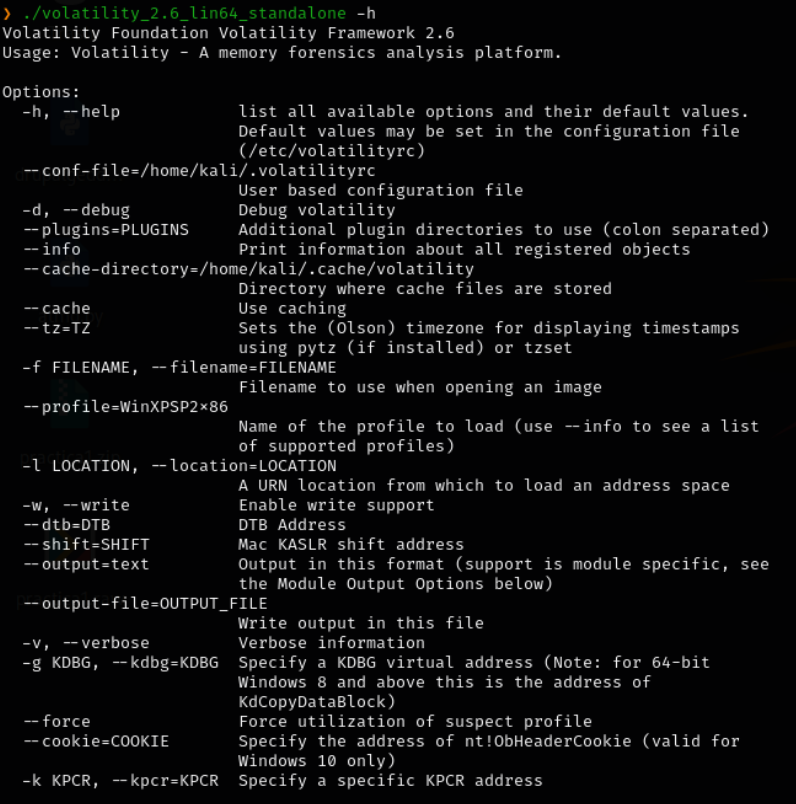 ❯ ./volatility_2.6_lin64_standalone -h
Volatility Foundation Volatility Framework 2.6
Usage: Volatility - A memory forensics analysis platform.

Options:
  -h, --help            list all available options and their default values.
                        Default values may be set in the configuration file
                        (/etc/volatilityrc)
  --conf-file=/home/kali/.volatilityrc
                        User based configuration file
  -d, --debug           Debug volatility
  --plugins=PLUGINS     Additional plugin directories to use (colon separated)
  --info                Print information about all registered objects
  --cache-directory=/home/kali/.cache/volatility
                        Directory where cache files are stored
  --cache               Use caching
  --tz=TZ               Sets the (Olson) timezone for displaying timestamps
                        using pytz (if installed) or tzset
  -f FILENAME, --filename=FILENAME
                        Filename to use when opening an image
  --profile=WinXPSP2x86
                        Name of the profile to load (use --info to see a list
                        of supported profiles)
  -l LOCATION, --location=LOCATION
                        A URN location from which to load an address space
  -w, --write           Enable write support
  --dtb=DTB             DTB Address
  --shift=SHIFT         Mac KASLR shift address
  --output=text         Output in this format (support is module specific, see
                        the Module Output Options below)
  --output-file=OUTPUT_FILE
                        Write output in this file
  -v, --verbose         Verbose information
  -g KDBG, --kdbg=KDBG  Specify a KDBG virtual address (Note: for 64-bit
                        Windows 8 and above this is the address of
                        KdCopyDataBlock)
  --force               Force utilization of suspect profile
  --cookie=COOKIE       Specify the address of nt!ObHeaderCookie (valid for
                        Windows 10 only)
  -k KPCR, --kpcr=KPCR  Specify a specific KPCR address